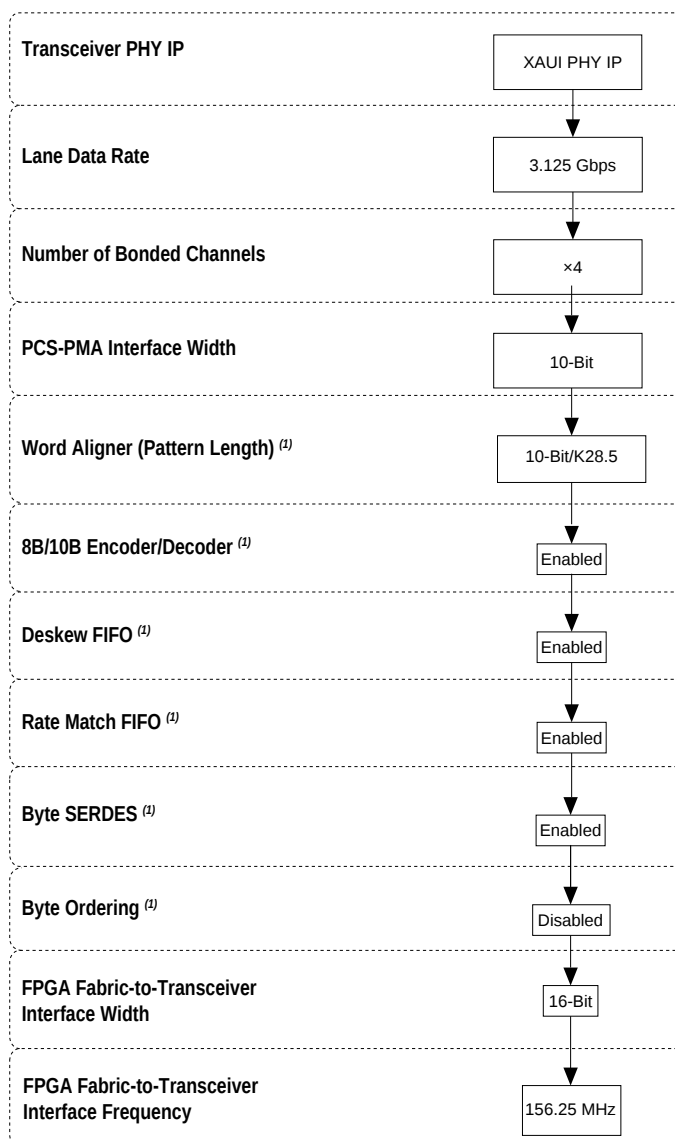 Transceiver PHY IP
XAUI PHY IP
Lane Data Rate
3.125 Gbps
Number of Bonded Channels
×4
PCS-PMA Interface Width
10-Bit
Word Aligner (Pattern Length) (1)
10-Bit/K28.5
8B/10B Encoder/Decoder (1)
Enabled
Deskew FIFO (1)
Enabled
Rate Match FIFO (1)
Enabled
Byte SERDES (1)
Enabled
Byte Ordering (1)
Disabled
FPGA Fabric-to-Transceiver
Interface Width
16-Bit
FPGA Fabric-to-Transceiver
Interface Frequency
156.25 MHz